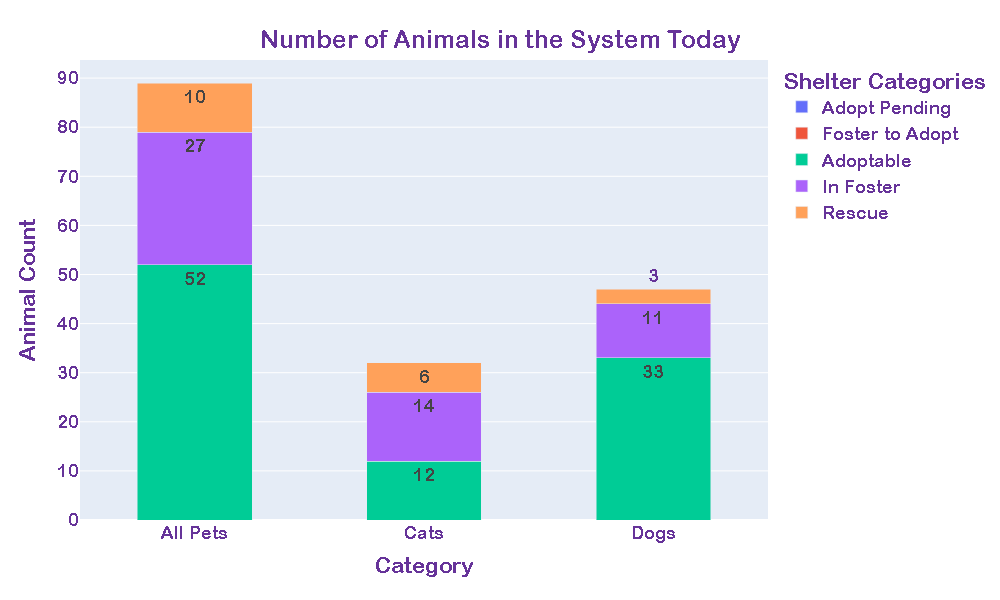 Number of Animals in the System Today
Shelter Categories
Adopt Pending
Foster to Adopt
Adoptable
In Foster
Rescue
Animal Count
90
80
70
60
50
40
30
20
10
0
10
27
52
6
14
12
3
11
33
All Pets
Cats
Dogs
Category